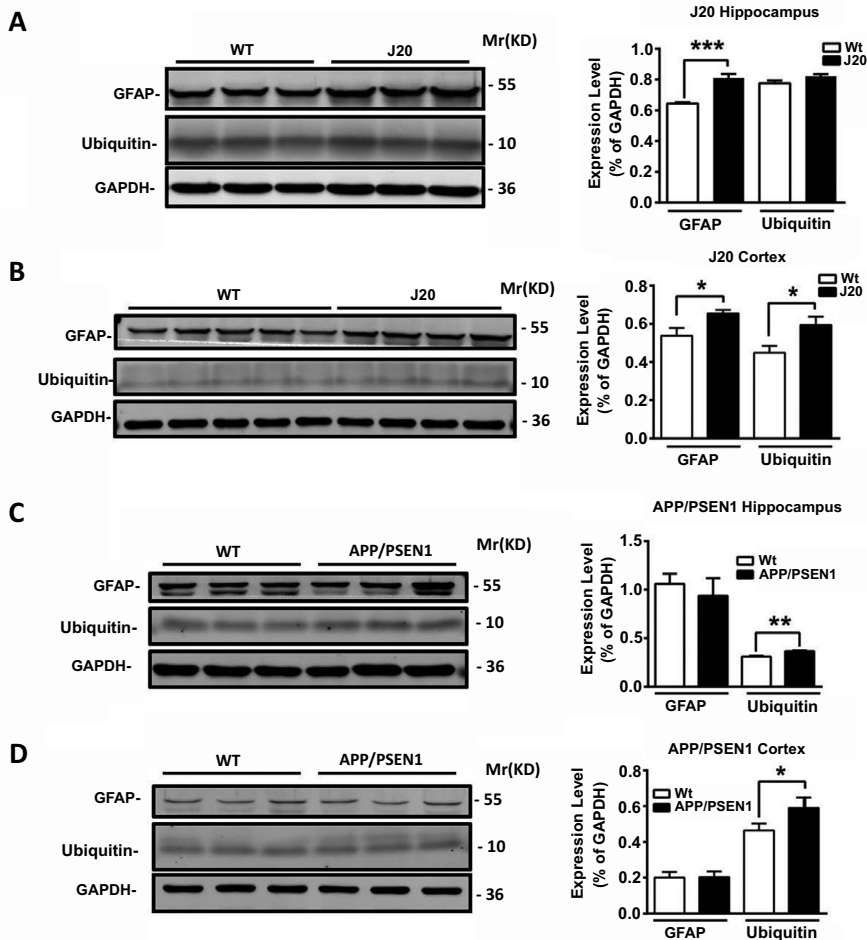 A
WT
J20
Mr(KD)
GFAP-
- 55
Ubiquitin-
- 10
GAPDH-
- 36
J20 Hippocampus
Expression Level
(% of GAPDH)
1.0
0.8
0.6
0.4
0.2
0
***
Wt
J20
GFAP
Ubiquitin
B
WT
J20
Mr(KD)
GFAP-
- 55
Ubiquitin-
- 10
GAPDH-
- 36
J20 Cortex
Expression Level
(% of GAPDH)
0.8
0.6
0.4
0.2
0.0
*
*
Wt
J20
GFAP
Ubiquitin
C
WT
APP/PSEN1
Mr(KD)
GFAP-
- 55
Ubiquitin-
- 10
GAPDH-
- 36
APP/PSEN1 Hippocampus
Expression Level
(% of GAPDH)
1.5
1.0
0.5
0.0
**
Wt
APP/PSEN1
GFAP
Ubiquitin
D
WT
APP/PSEN1
Mr(KD)
GFAP-
- 55
Ubiquitin-
- 10
GAPDH-
- 36
APP/PSEN1 Cortex
Expression Level
(% of GAPDH)
0.8
0.6
0.4
0.2
0.0
*
Wt
APP/PSEN1
GFAP
Ubiquitin